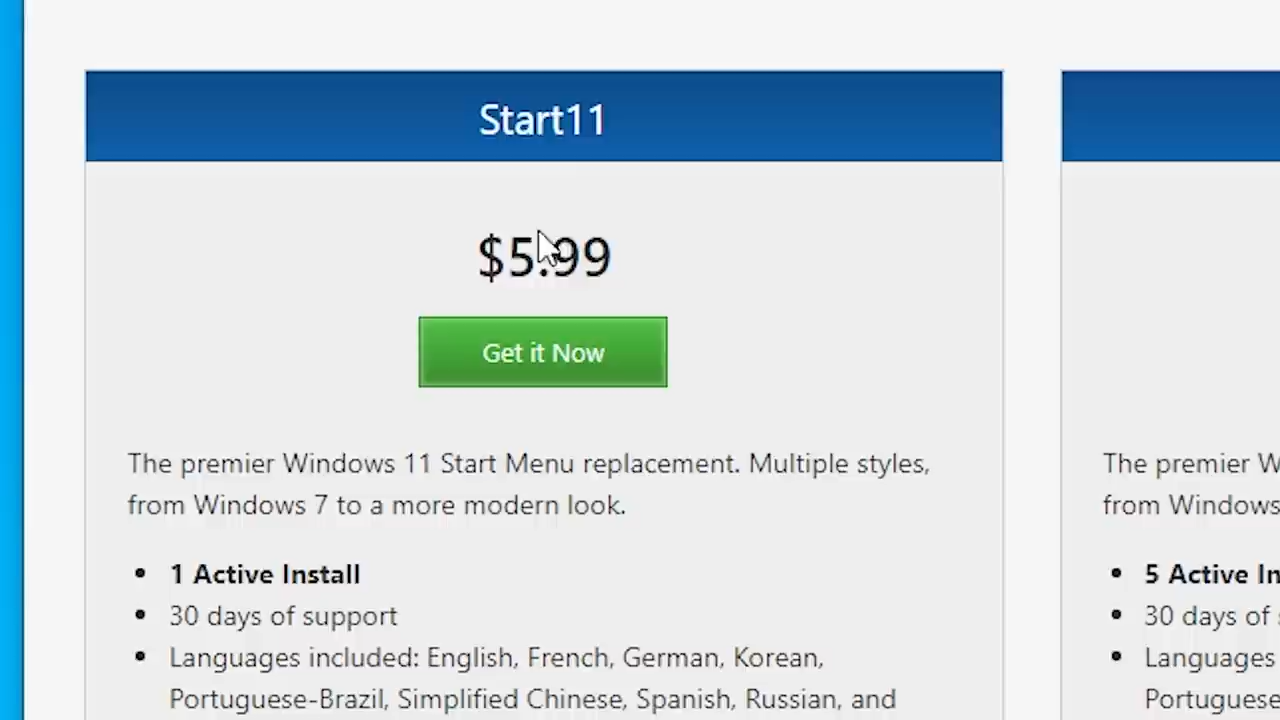 Start11
$5.99
Get it Now
The premier Windows 11 Start Menu replacement. Multiple styles,
from Windows 7 to a more modern look.
• 1 Active Install
• 30 days of support
• Languages included: English, French, German, Korean,
Portuguese-Brazil, Simplified Chinese, Spanish, Russian, and
The premier
from Windows
• 5 Active
• 30 days of
• Languages